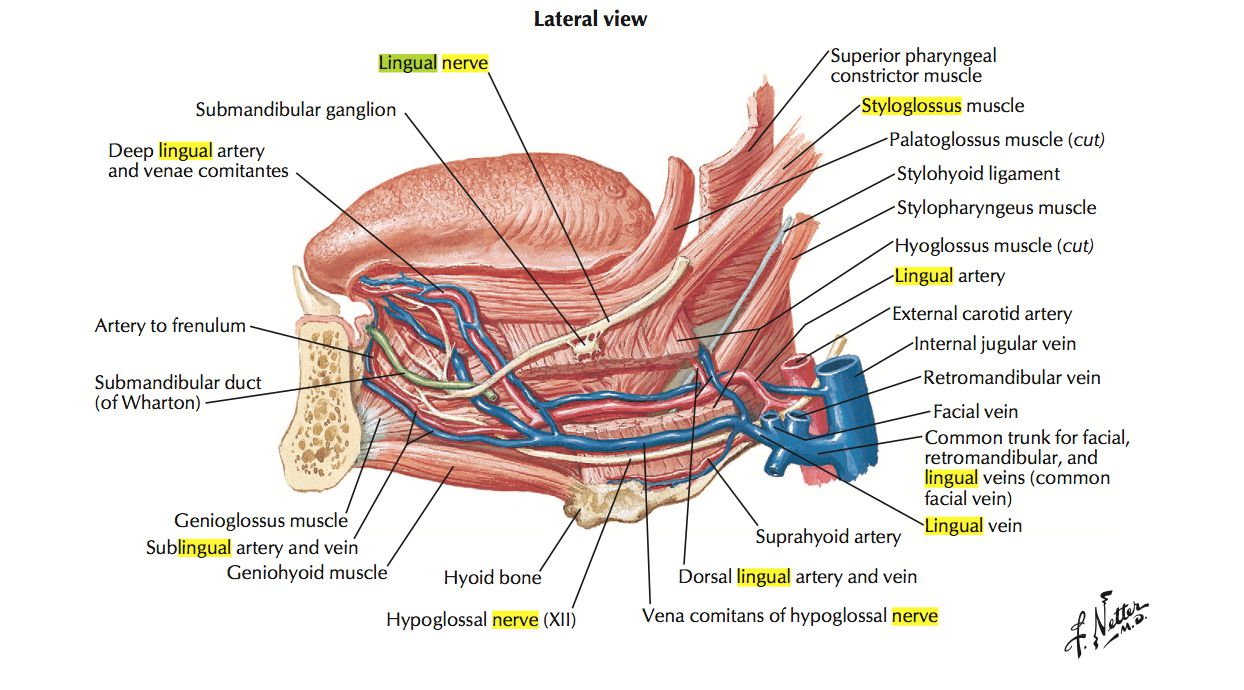 Lateral view
Lingual nerve
Submandibular ganglion
Deep lingual artery
and venae comitantes
Artery to frenulum
Submandibular duct
(of Wharton)
Genioglossus muscle
Sublingual artery and vein
Geniohyoid muscle
Hyoid bone
Hypoglossal nerve (XII)
Superior pharyngeal
constrictor muscle
Styloglossus muscle
Palatoglossus muscle (cut)
Stylohyoid ligament
Stylopharyngeus muscle
Hyoglossus muscle (cut)
Lingual artery
External carotid artery
Internal jugular vein
Retromandibular vein
Facial vein
Common trunk for facial,
retromandibular, and
lingual veins (common
facial vein)
Lingual vein
Suprahyoid artery
Dorsal lingual artery and vein
Vena comitans of hypoglossal nerve
F. Netter
M.D.